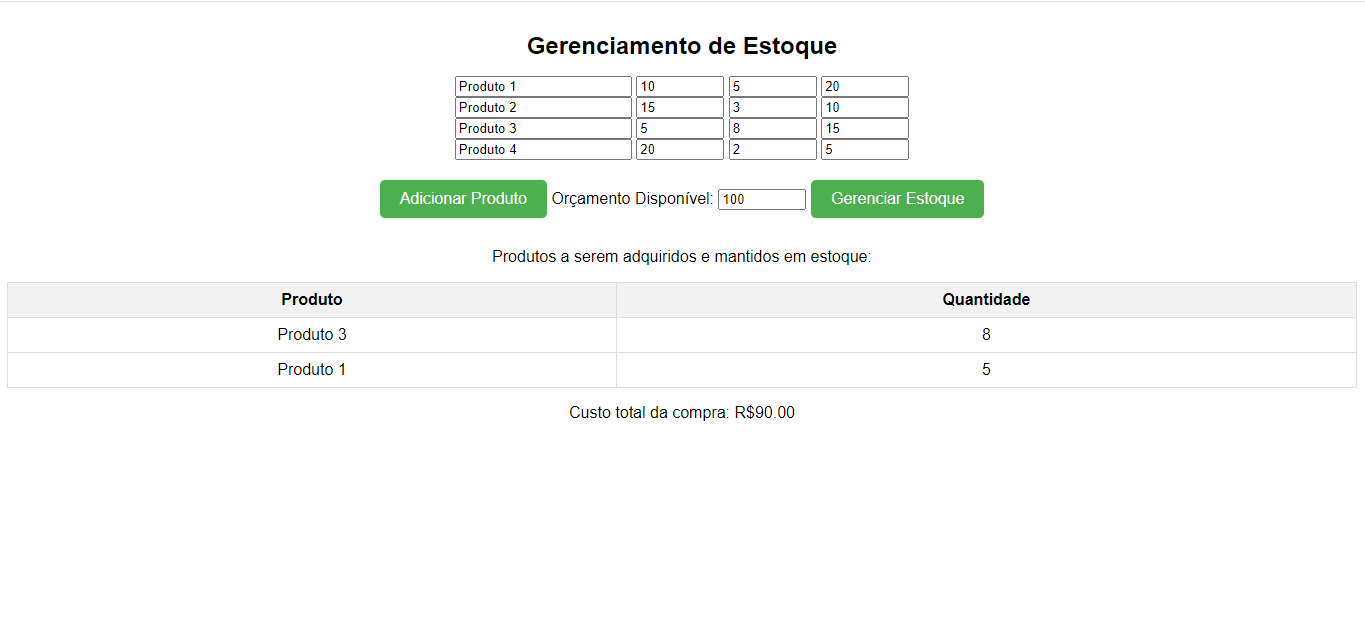 Gerenciamento de Estoque
Produto 1 10 5 20
Produto 2 15 3 10
Produto 3 5 8 15
Produto 4 20 2 5
Adicionar Produto Orçamento Disponível: 100 Gerenciar Estoque
Produtos a serem adquiridos e mantidos em estoque:
Produto Quantidade
Produto 3 8
Produto 1 5
Custo total da compra: R$90.00